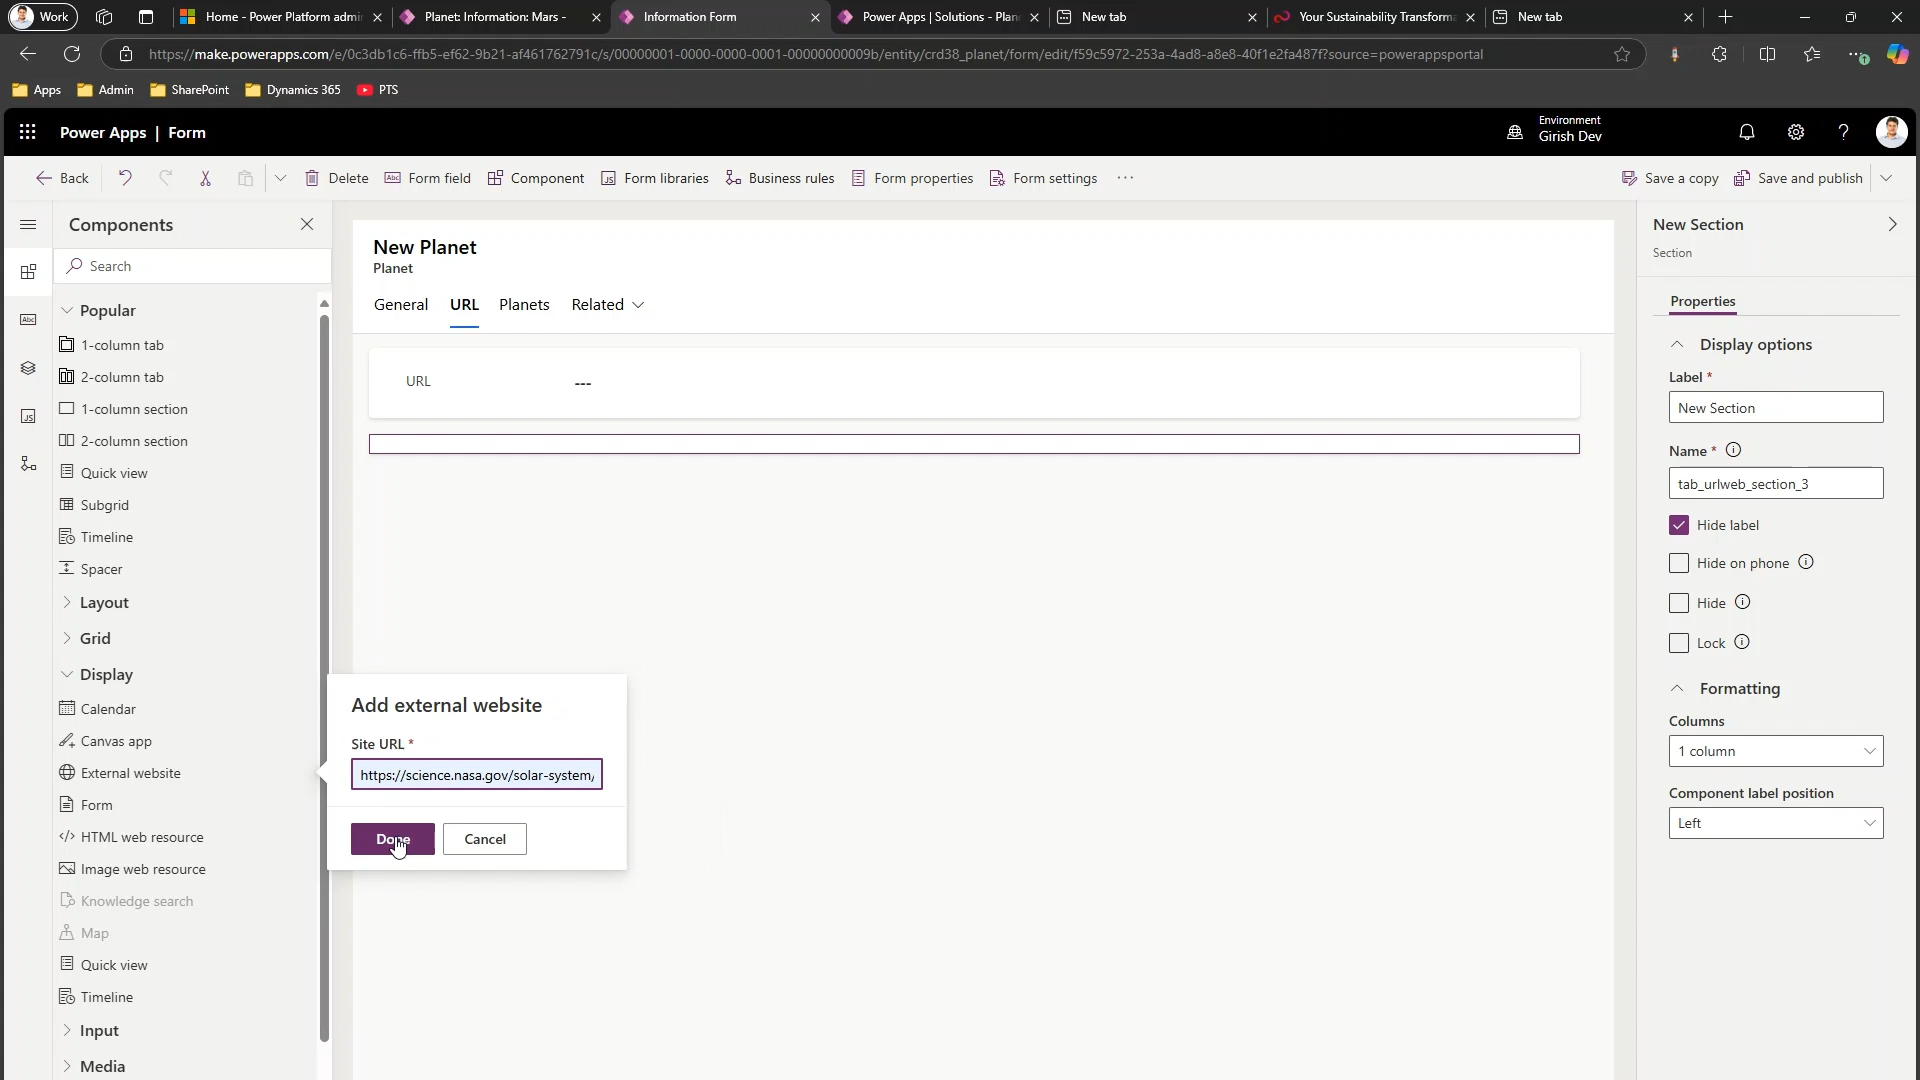 Work
Home - Power Platform admin
Planet: Information: Mars -
Information Form
Power Apps | Solutions - Plan
New tab
Your Sustainability Transforma
New tab
https://make.powerapps.com/e/0c3db1c6-ffb5-ef62-9b21-af461762791c/s/00000001-0000-0000-0001-00000000009b/entity/crd38_planet/form/edit/f59c5972-253a-4ad8-a8e8-40f1e2fa487f?source=powerappsportal
Apps Admin SharePoint Dynamics 365 PTS
Power Apps | Form
Environment
Girish Dev
Back Delete Form field Component Form libraries Business rules Form properties Form settings Save a copy Save and publish
Components
Search
Popular
1-column tab
2-column tab
1-column section
2-column section
Quick view
Subgrid
Timeline
Spacer
Layout
Grid
Display
Calendar
Canvas app
External website
Form
HTML web resource
Image web resource
Knowledge search
Map
Quick view
Timeline
Input
Media
New Planet
Planet
General URL Planets Related
URL ---
Add external website
Site URL *
https://science.nasa.gov/solar-system/
Done Cancel
New Section
Section
Properties
Display options
Label *
New Section
Name *
tab_urlweb_section_3
Hide label
Hide on phone
Hide
Lock
Formatting
Columns
1 column
Component label position
Left